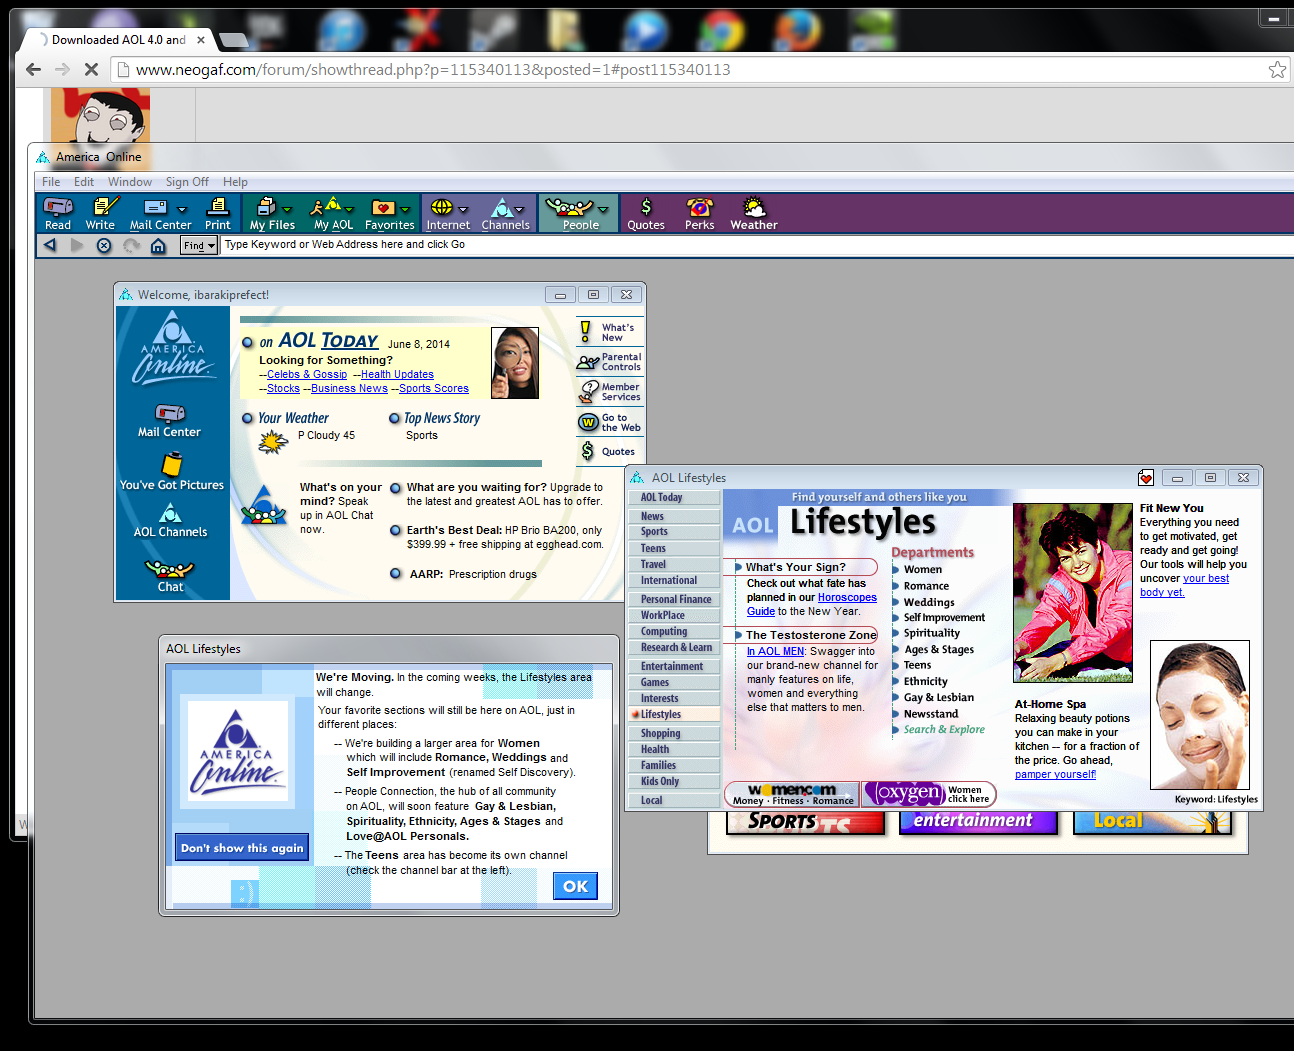 Downloaded AOL 4.0 and
www.neogaf.com/forum/showthread.php?p=115340113&posted=1#post115340113
America Online
File Edit Window Sign Off Help
Read Write Mail Center Print My Files My AOL Favorites Internet Channels People Quotes Perks Weather
Find Type Keyword or Web Address here and click Go
Welcome, ibarakiprefect!
AMERICA
Online
Mail Center
You've Got Pictures
AOL Channels
Chat
on AOL TODAY June 8, 2014
Looking for Something?
--Celebs & Gossip --Health Updates
--Stocks --Business News --Sports Scores
Your Weather
P Cloudy 45
Top News Story
Sports
What's on your
mind? Speak
up in AOL Chat
now.
What are you waiting for? Upgrade to
the latest and greatest AOL has to offer.
Earth's Best Deal: HP Brio BA200, only
$399.99 + free shipping at egghead.com.
AARP: Prescription drugs
What's
New
Parental
Controls
Member
Services
Go to
the Web
Quotes
AOL Lifestyles
AOL Today
News
Sports
Teens
Travel
International
Personal Finance
WorkPlace
Computing
Research & Learn
Entertainment
Games
Interests
Lifestyles
Shopping
Health
Families
Kids Only
Local
Find yourself and others like you
AOL Lifestyles
What's Your Sign?
Check out what fate has
planned in our Horoscopes
Guide to the New Year.
The Testosterone Zone
In AOL MEN: Swagger into
our brand-new channel for
manly features on life,
women and everything
else that matters to men.
Departments
Women
Romance
Weddings
Self Improvement
Spirituality
Ages & Stages
Teens
Ethnicity
Gay & Lesbian
Newsstand
Search & Explore
Fit New You
Everything you need
to get motivated, get
ready and get going!
Our tools will help you
uncover your best
body yet.
At-Home Spa
Relaxing beauty potions
you can make in your
kitchen -- for a fraction of
the price. Go ahead,
pamper yourself!
women.com
Money · Fitness · Romance
oxygen
Women
click here
Keyword: Lifestyles
SPORTS
entertainment
Local
AOL Lifestyles
AMERICA
Online
Don't show this again
We're Moving. In the coming weeks, the Lifestyles area
will change.
Your favorite sections will still be here on AOL, just in
different places:
-- We're building a larger area for Women
which will include Romance, Weddings and
Self Improvement (renamed Self Discovery).
-- People Connection, the hub of all community
on AOL, will soon feature Gay & Lesbian,
Spirituality, Ethnicity, Ages & Stages and
Love@AOL Personals.
-- The Teens area has become its own channel
(check the channel bar at the left).
:)
OK